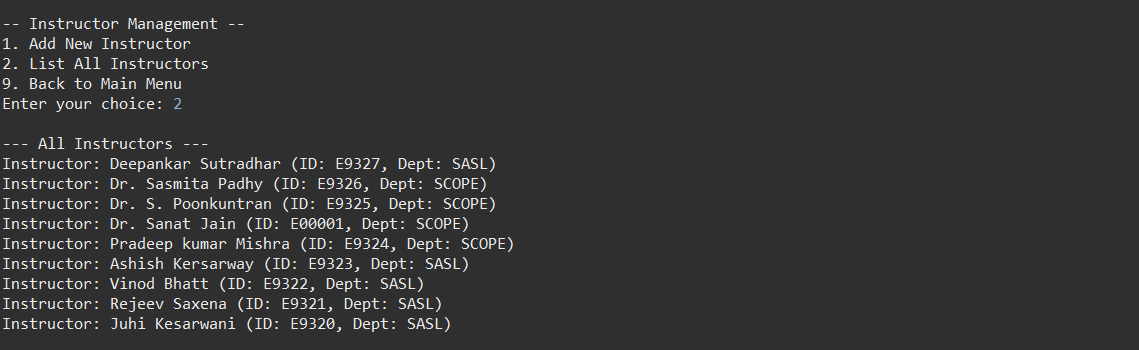 -- Instructor Management --
1. Add New Instructor
2. List All Instructors
9. Back to Main Menu
Enter your choice: 2
--- All Instructors ---
Instructor: Deepankar Sutradhar (ID: E9327, Dept: SASL)
Instructor: Dr. Sasmita Padhy (ID: E9326, Dept: SCOPE)
Instructor: Dr. S. Poonkuntran (ID: E9325, Dept: SCOPE)
Instructor: Dr. Sanat Jain (ID: E00001, Dept: SCOPE)
Instructor: Pradeep kumar Mishra (ID: E9324, Dept: SCOPE)
Instructor: Ashish Kersarway (ID: E9323, Dept: SASL)
Instructor: Vinod Bhatt (ID: E9322, Dept: SASL)
Instructor: Rejeev Saxena (ID: E9321, Dept: SASL)
Instructor: Juhi Kesarwani (ID: E9320, Dept: SASL)